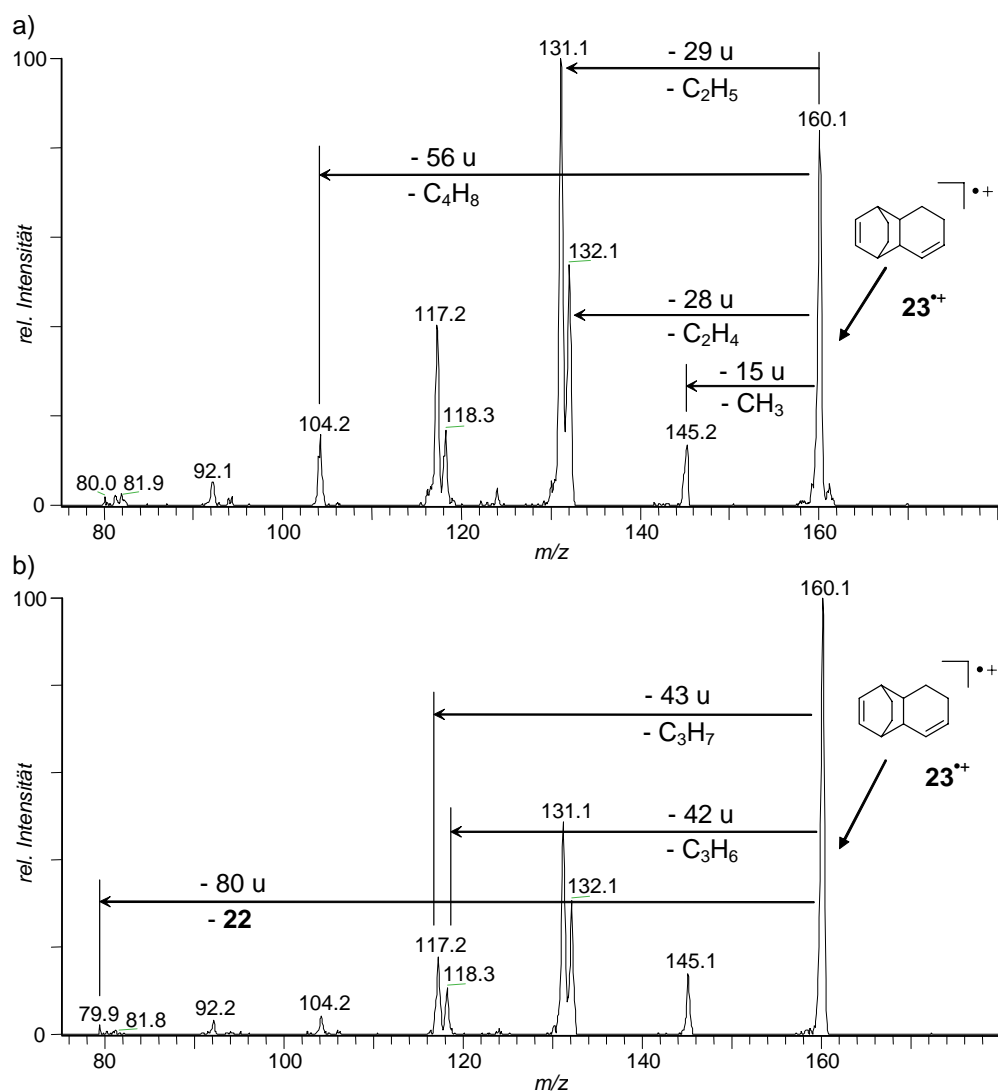 a)
100
131.1
- 29 u
- C₂H₅
160.1
- 56 u
- C₄H₈
132.1
117.2
- 28 u
- C₂H₄
23•+
- 15 u
- CH₃
118.3
104.2
145.2
92.1
80.0 81.9
0
rel. Intensität
80 100 120 140 160
m/z
b)
100
160.1
- 43 u
- C₃H₇
23•+
131.1
- 42 u
- C₃H₆
132.1
- 80 u
- 22
117.2
145.1
118.3
104.2
92.2
79.9 81.8
0
rel. Intensität
80 100 120 140 160
m/z